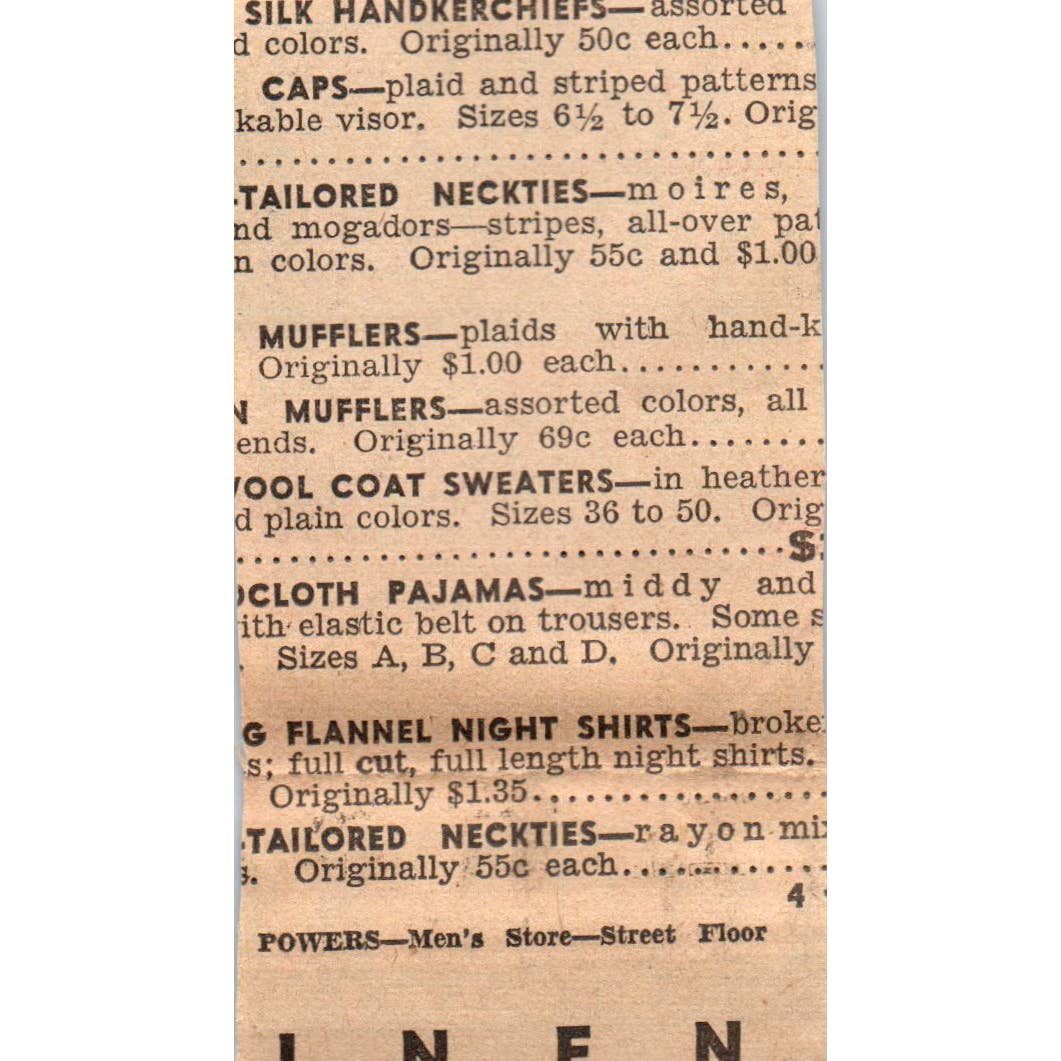 SILK HANDKERCHIEFS—assorted
d colors. Originally 50c each.....
CAPS—plaid and striped patterns
kable visor. Sizes 6½ to 7½. Orig
..........................................
-TAILORED NECKTIES—moires,
nd mogadors—stripes, all-over pat
n colors. Originally 55c and $1.00
MUFFLERS—plaids with hand-k
Originally $1.00 each.............
N MUFFLERS—assorted colors, all
ends. Originally 69c each........
WOOL COAT SWEATERS—in heather
d plain colors. Sizes 36 to 50. Orig
.......................................$
OCLOTH PAJAMAS—middy and
ith elastic belt on trousers. Some s
. Sizes A, B, C and D. Originally
G FLANNEL NIGHT SHIRTS—broke
s; full cut, full length night shirts.
Originally $1.35...................
-TAILORED NECKTIES—rayon mix
s. Originally 55c each.............
4
POWERS—Men's Store—Street Floor